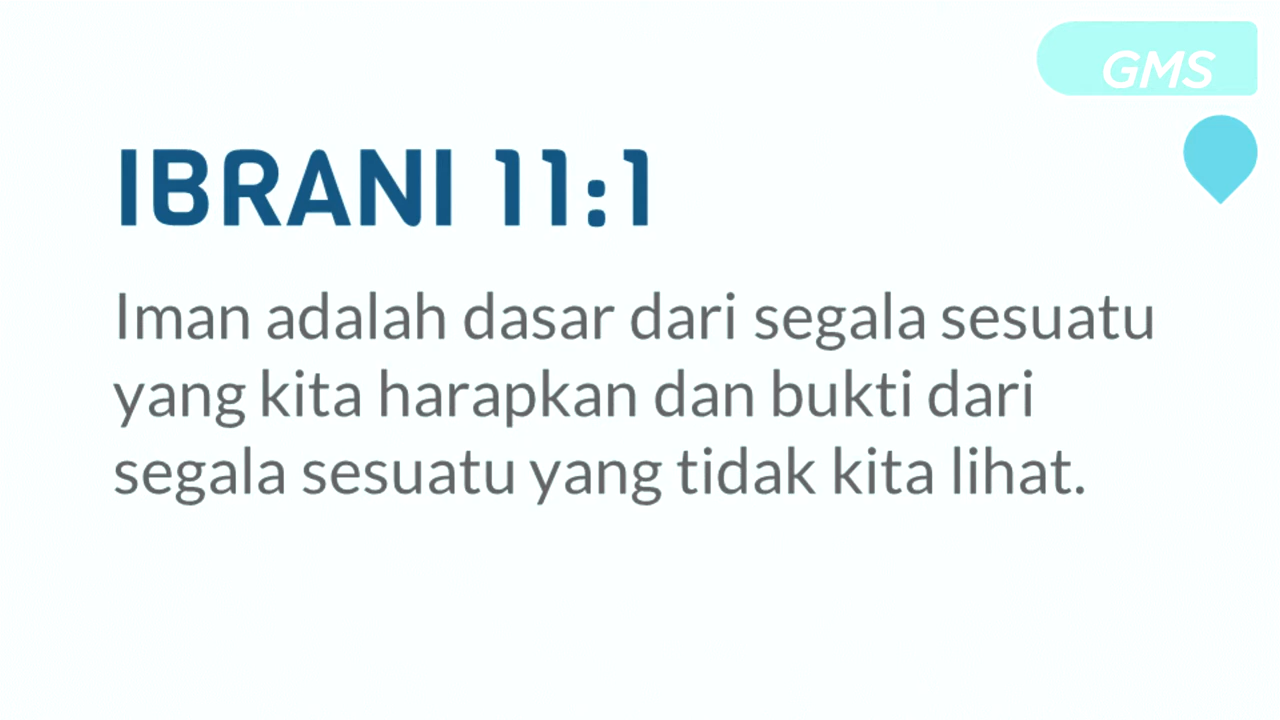 GMS
IBRANI 11:1
Iman adalah dasar dari segala sesuatu
yang kita harapkan dan bukti dari
segala sesuatu yang tidak kita lihat.